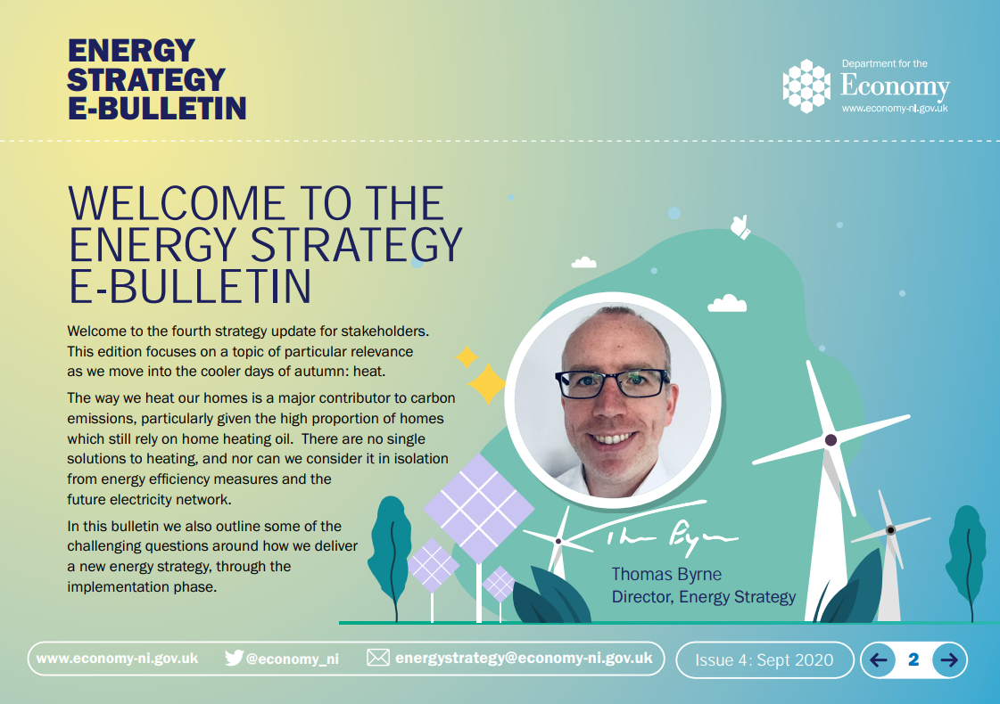 ENERGY
STRATEGY
E-BULLETIN
Department for the
Economy
www.economy-ni.gov.uk
WELCOME TO THE
ENERGY STRATEGY
E-BULLETIN
Welcome to the fourth strategy update for stakeholders.
This edition focuses on a topic of particular relevance
as we move into the cooler days of autumn: heat.
The way we heat our homes is a major contributor to carbon
emissions, particularly given the high proportion of homes
which still rely on home heating oil.  There are no single
solutions to heating, and nor can we consider it in isolation
from energy efficiency measures and the
future electricity network.
In this bulletin we also outline some of the
challenging questions around how we deliver
a new energy strategy, through the
implementation phase.
Thomas Byrne
Director, Energy Strategy
www.economy-ni.gov.uk
@economy_ni
energystrategy@economy-ni.gov.uk
Issue 4: Sept 2020
2